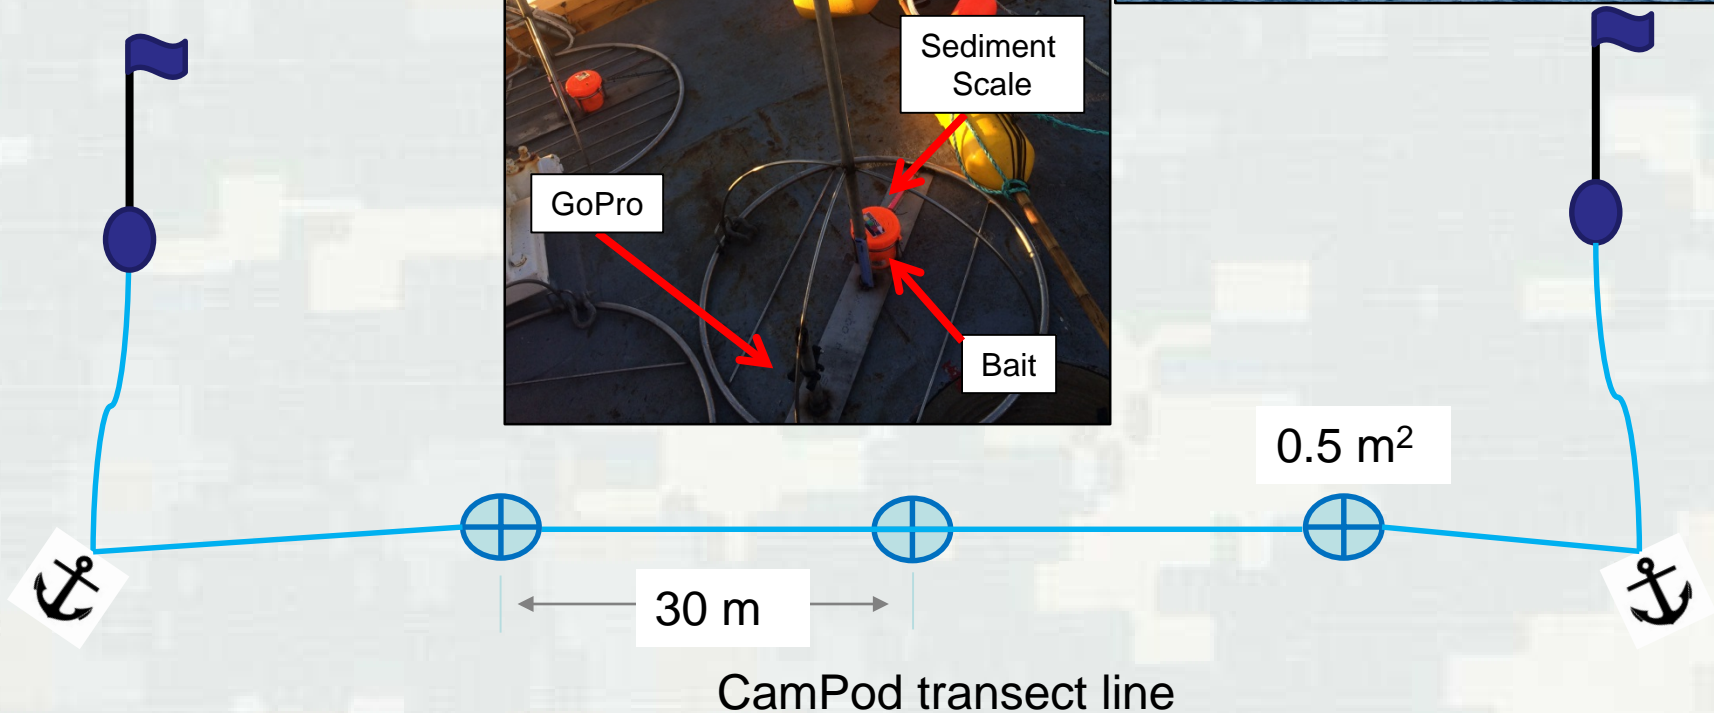 Sediment
Scale
GoPro
Bait
0.5 m²
30 m
CamPod transect line